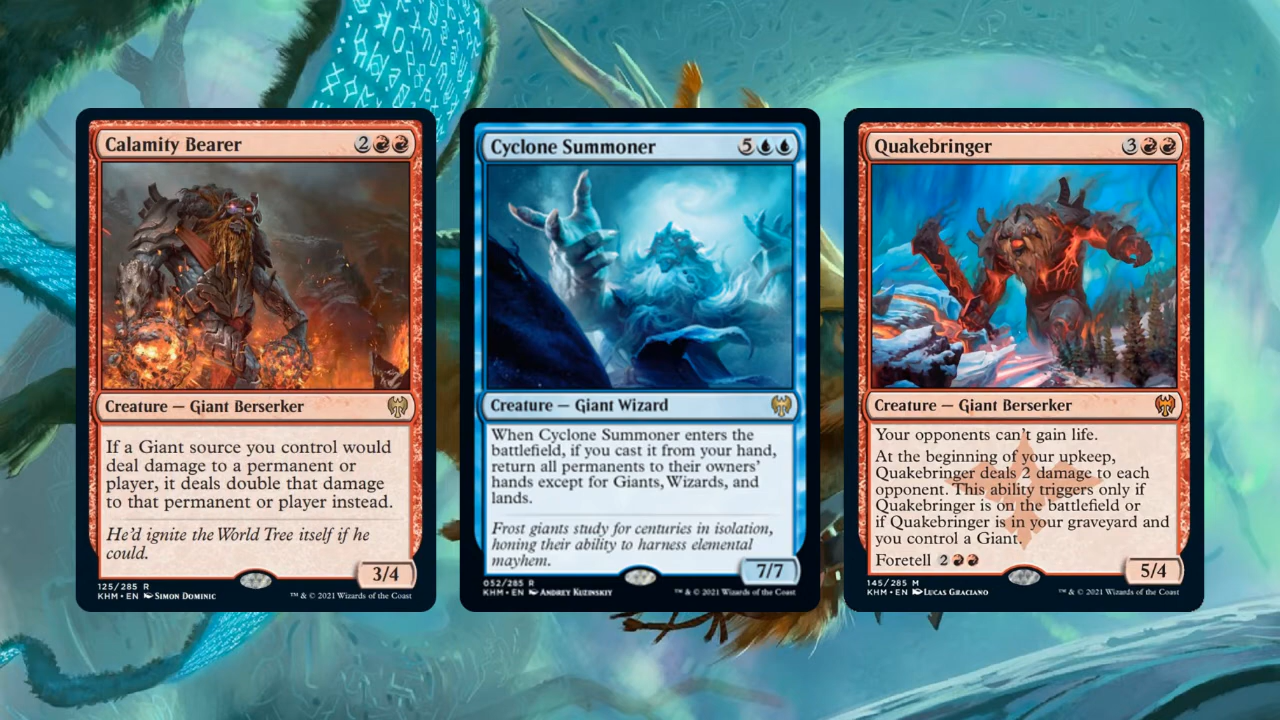 Calamity Bearer 2
Creature — Giant Berserker
If a Giant source you control would
deal damage to a permanent or
player, it deals double that damage
to that permanent or player instead.
He'd ignite the World Tree itself if he
could.
3/4
125/285 R
KHM • EN Simon Dominic
™ & © 2021 Wizards of the Coast
Cyclone Summoner 5
Creature — Giant Wizard
When Cyclone Summoner enters the
battlefield, if you cast it from your hand,
return all permanents to their owners'
hands except for Giants, Wizards, and
lands.
Frost giants study for centuries in isolation,
honing their ability to harness elemental
mayhem.
7/7
052/285 R
KHM • EN Andrey Kuzinskiy
™ & © 2021 Wizards of the Coast
Quakebringer 3
Creature — Giant Berserker
Your opponents can't gain life.
At the beginning of your upkeep,
Quakebringer deals 2 damage to each
opponent. This ability triggers only if
Quakebringer is on the battlefield or
if Quakebringer is in your graveyard and
you control a Giant.
Foretell 2
5/4
145/285 M
KHM • EN Lucas Graciano
™ & © 2021 Wizards of the Coast